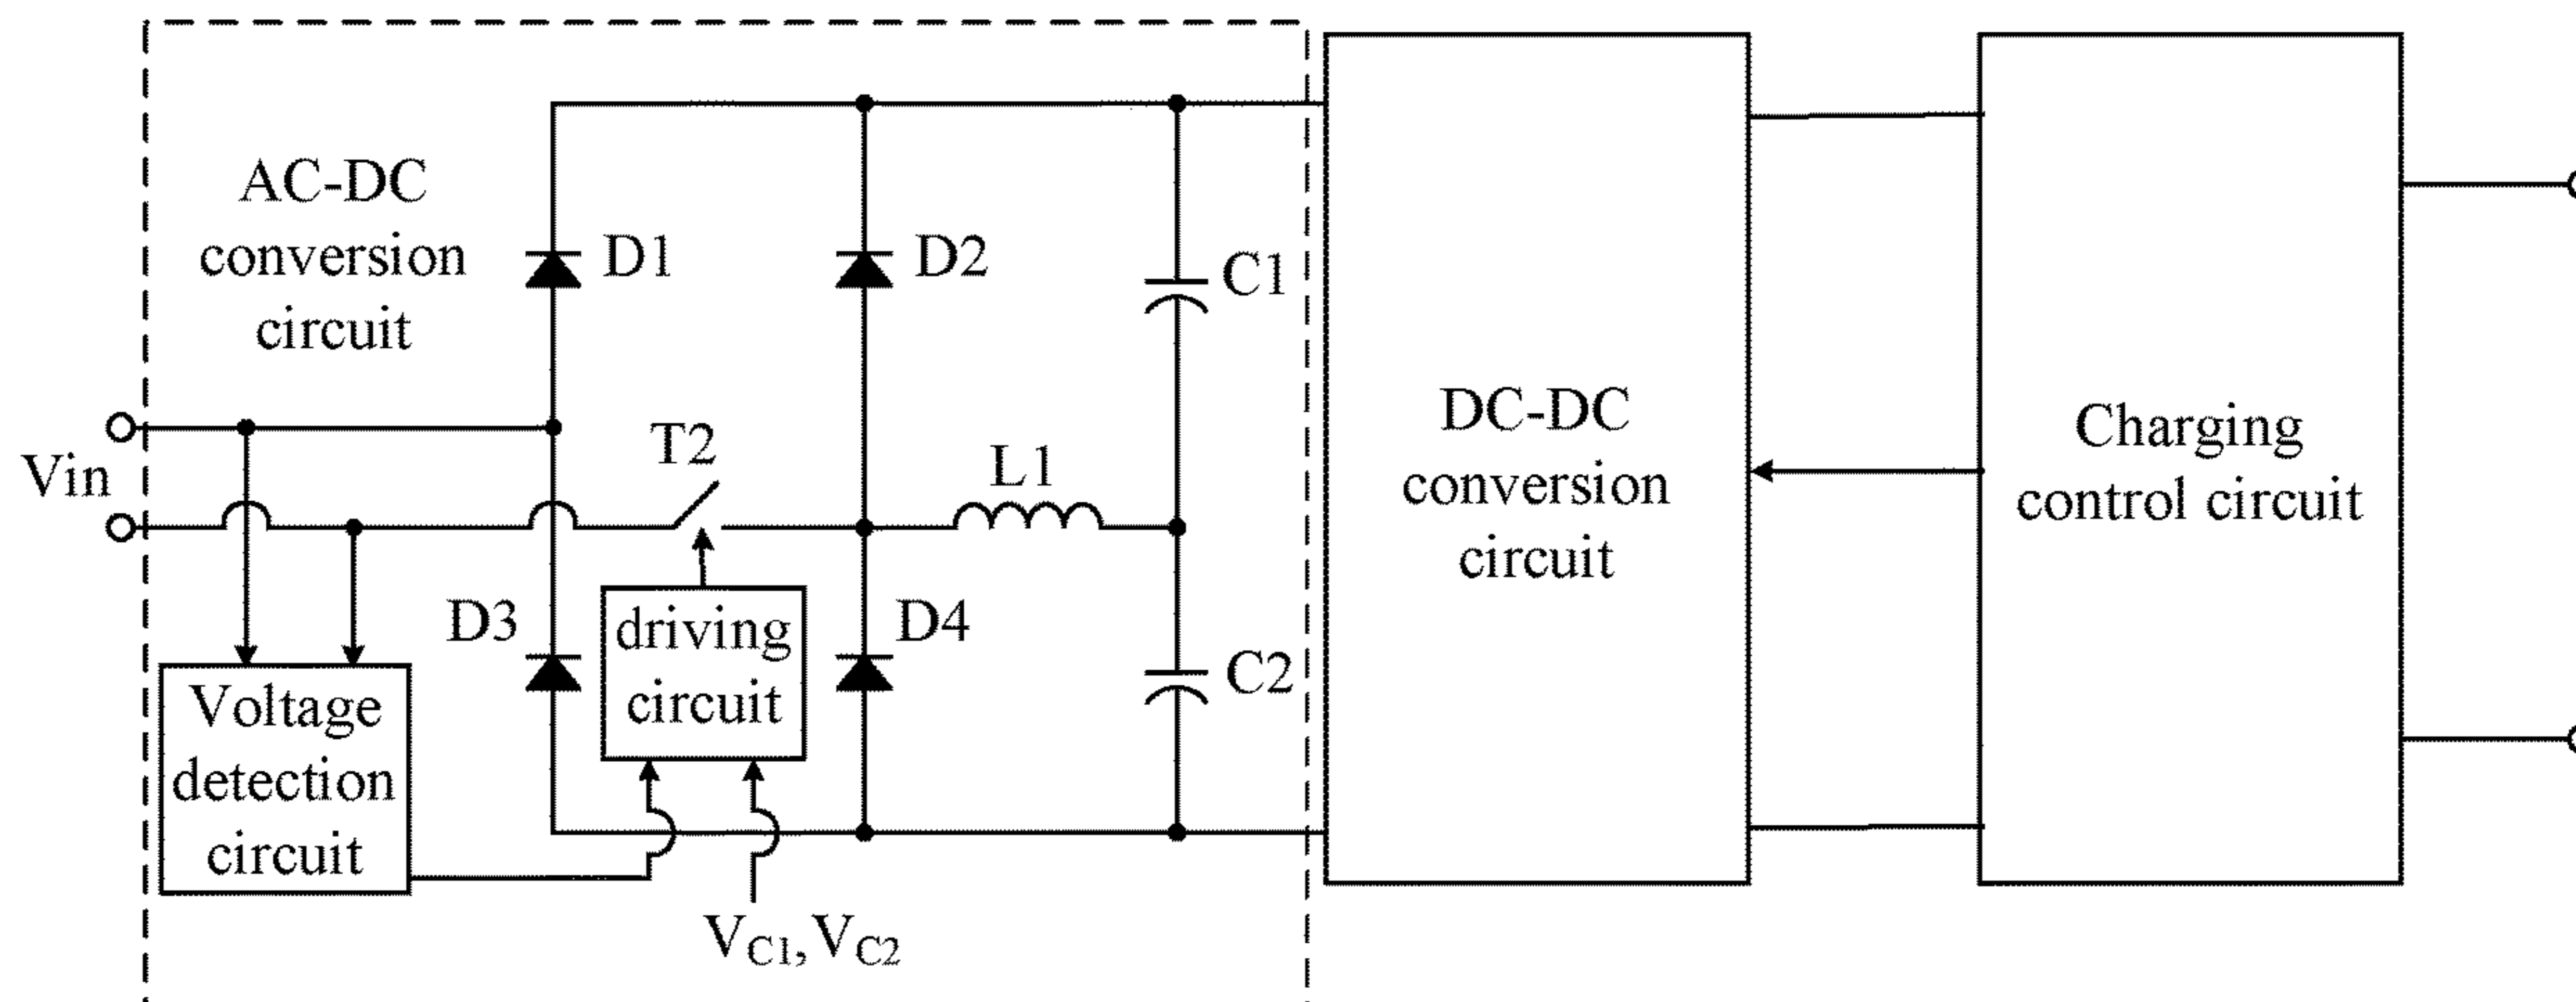 AC-DC
conversion
circuit
D1
D2
C1
Vin
T2
L1
D3
driving
circuit
D4
C2
Voltage
detection
circuit
VC1,VC2
DC-DC
conversion
circuit
Charging
control circuit